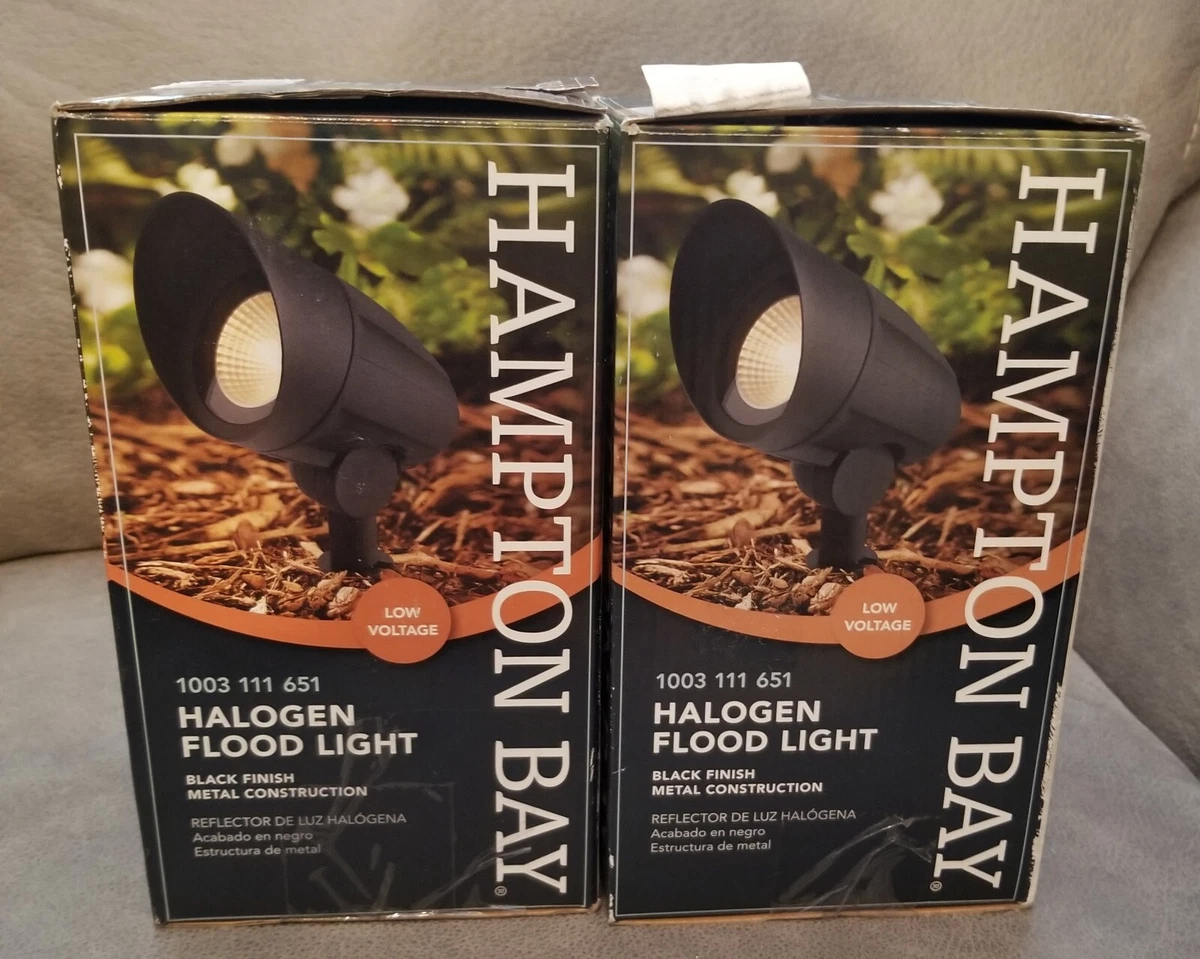 HAMPTON BAY
LOW
VOLTAGE
1003 111 651
HALOGEN
FLOOD LIGHT
BLACK FINISH
METAL CONSTRUCTION
REFLECTOR DE LUZ HALÓGENA
Acabado en negro
Estructura de metal
HAMPTON BAY
LOW
VOLTAGE
1003 111 651
HALOGEN
FLOOD LIGHT
BLACK FINISH
METAL CONSTRUCTION
REFLECTOR DE LUZ HALÓGENA
Acabado en negro
Estructura de metal